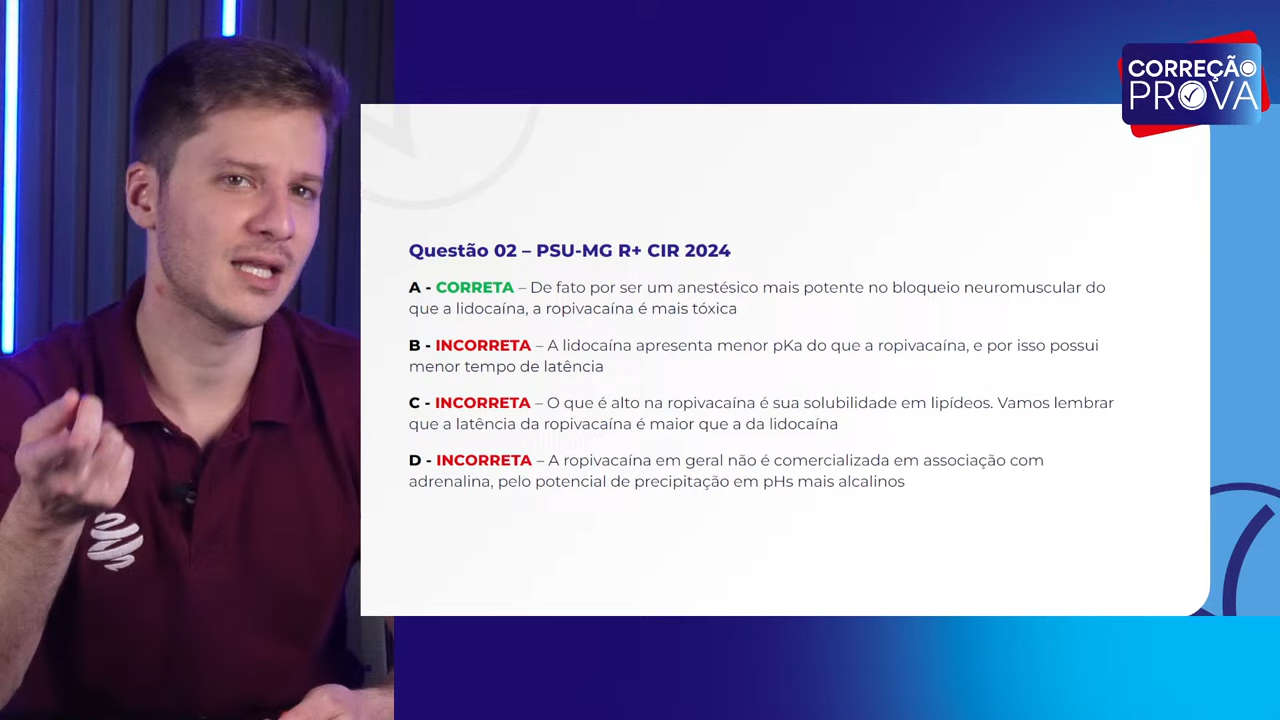 CORREÇÃO
PROVA
Questão 02 – PSU-MG R+ CIR 2024
A - CORRETA – De fato por ser um anestésico mais potente no bloqueio neuromuscular do
que a lidocaína, a ropivacaína é mais tóxica
B - INCORRETA – A lidocaína apresenta menor pKa do que a ropivacaína, e por isso possui
menor tempo de latência
C - INCORRETA – O que é alto na ropivacaína é sua solubilidade em lipídeos. Vamos lembrar
que a latência da ropivacaína é maior que a da lidocaína
D - INCORRETA – A ropivacaína em geral não é comercializada em associação com
adrenalina, pelo potencial de precipitação em pHs mais alcalinos